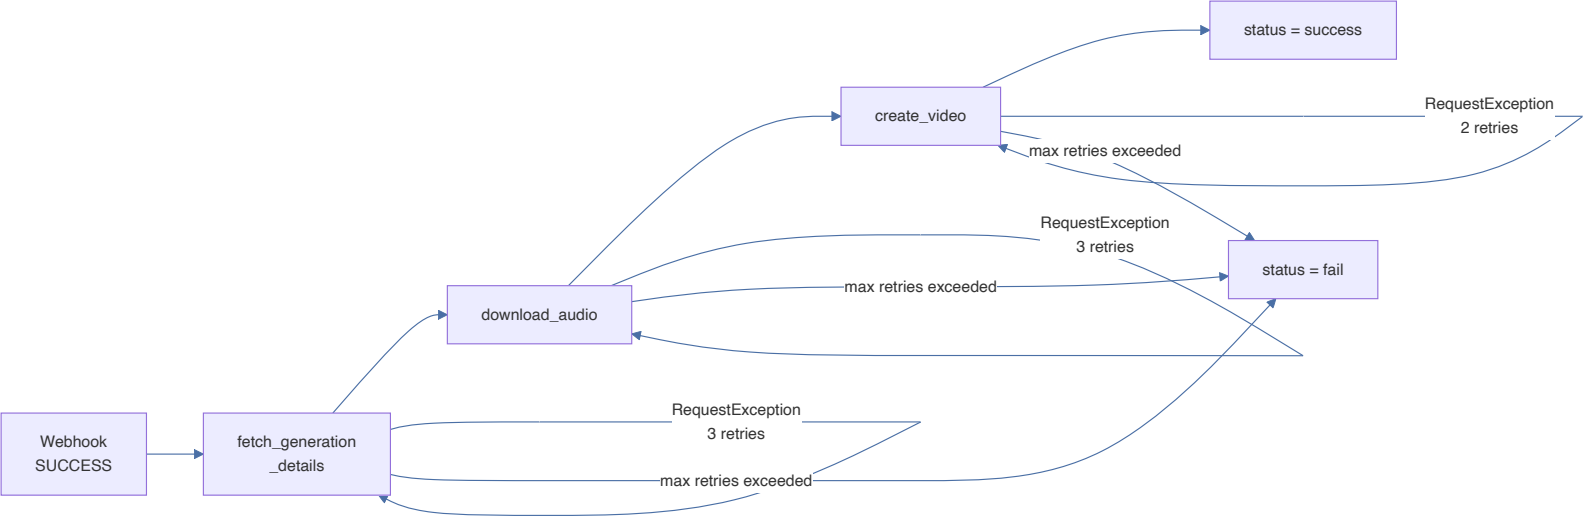 status = success
create_video
RequestException
2 retries
max retries exceeded
RequestException
3 retries
status = fail
max retries exceeded
download_audio
RequestException
3 retries
Webhook
SUCCESS
fetch_generation
_details
max retries exceeded